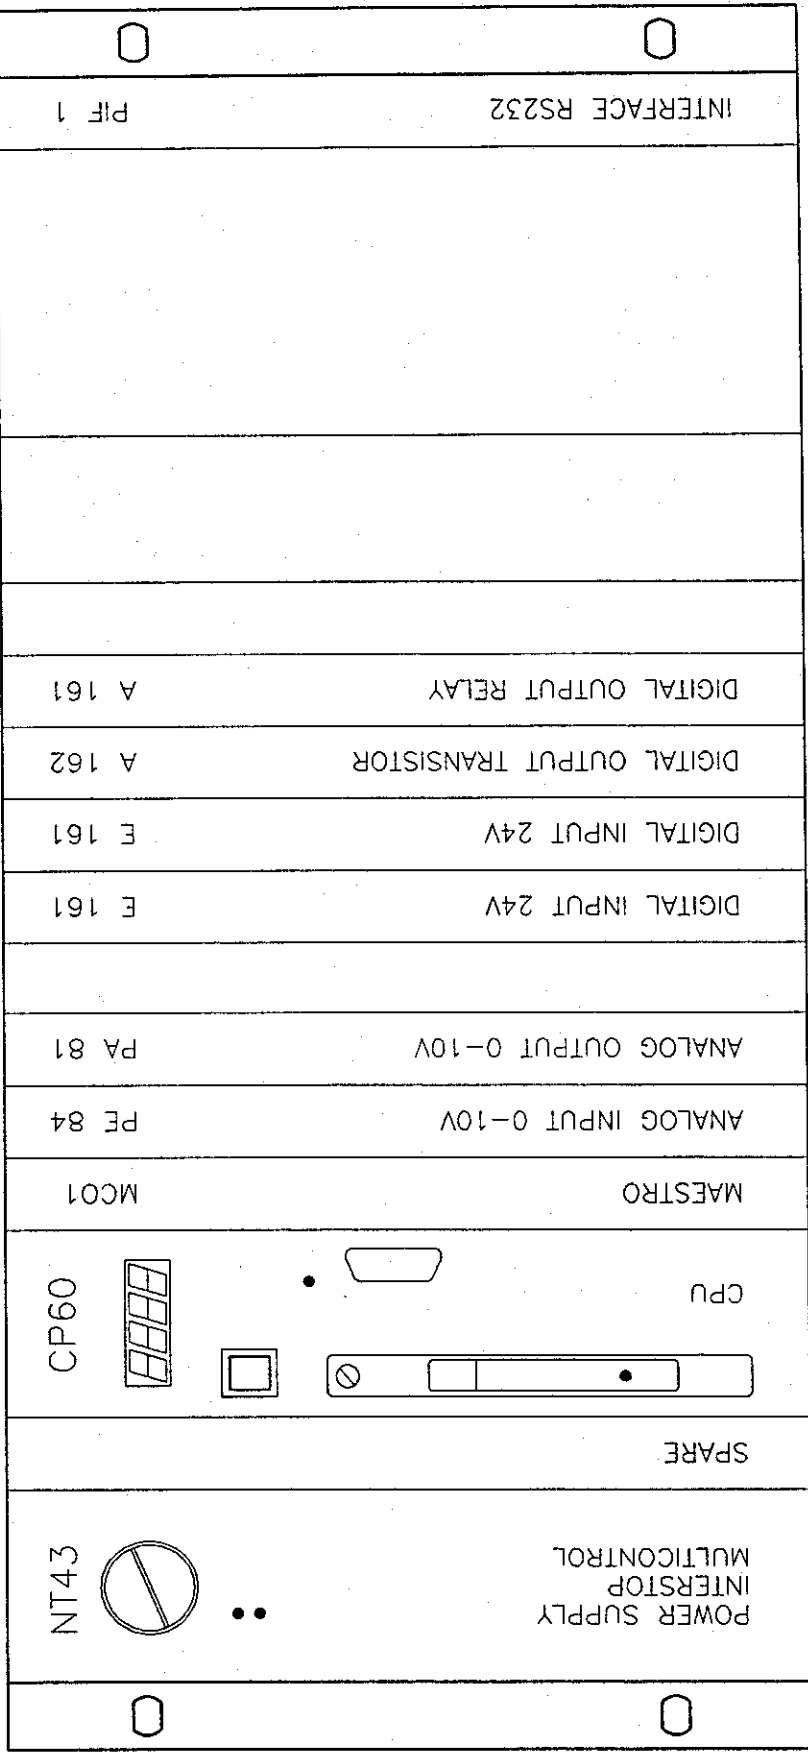 POWER SUPPLY
INTERSTOP
MULTICONTROL
NT43
SPARE
CPU
CP60
MAESTRO MCO1
ANALOG INPUT 0-10V PE 84
ANALOG OUTPUT 0-10V PA 81
DIGITAL INPUT 24V E 161
DIGITAL INPUT 24V E 161
DIGITAL OUTPUT TRANSISTOR A 162
DIGITAL OUTPUT RELAY A 161
INTERFACE RS232 PIF 1